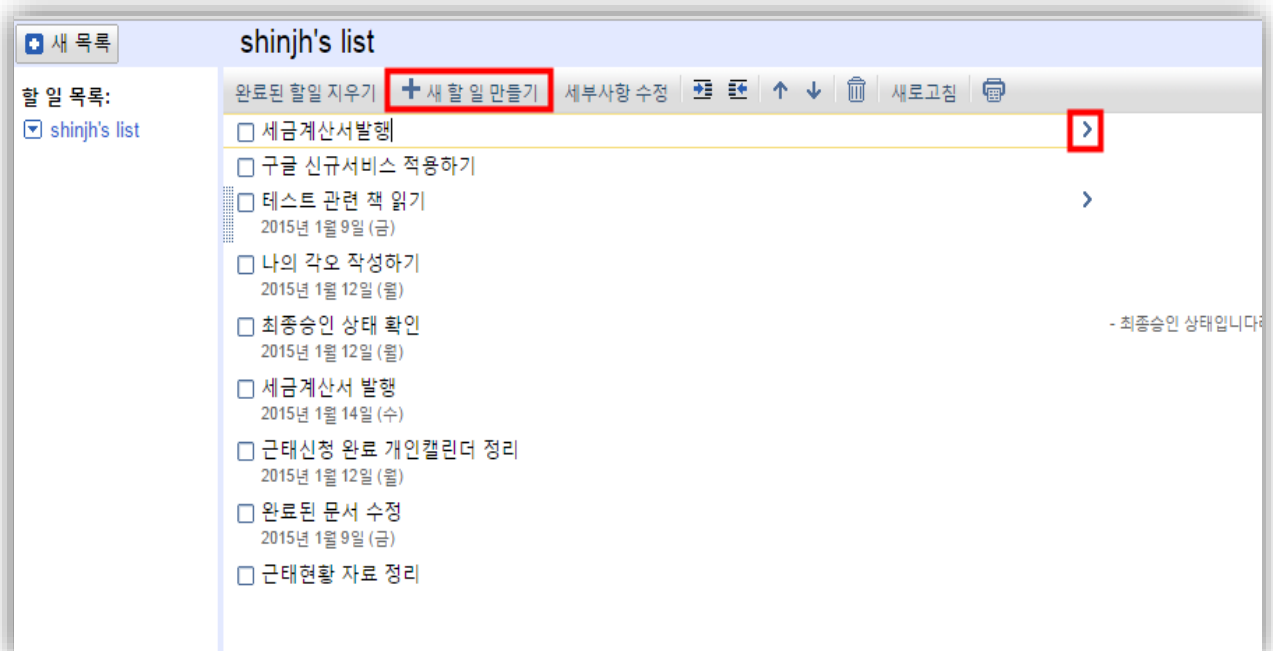 새 목록
shinjh's list
할 일 목록:
shinjh's list
완료된 할일 지우기 새 할 일 만들기 세부사항 수정 새로고침
세금계산서발행
구글 신규서비스 적용하기
테스트 관련 책 읽기
2015년 1월 9일 (금)
나의 각오 작성하기
2015년 1월 12일 (월)
최종승인 상태 확인 - 최종승인 상태입니다
2015년 1월 12일 (월)
세금계산서 발행
2015년 1월 14일 (수)
근태신청 완료 개인캘린더 정리
2015년 1월 12일 (월)
완료된 문서 수정
2015년 1월 9일 (금)
근태현황 자료 정리